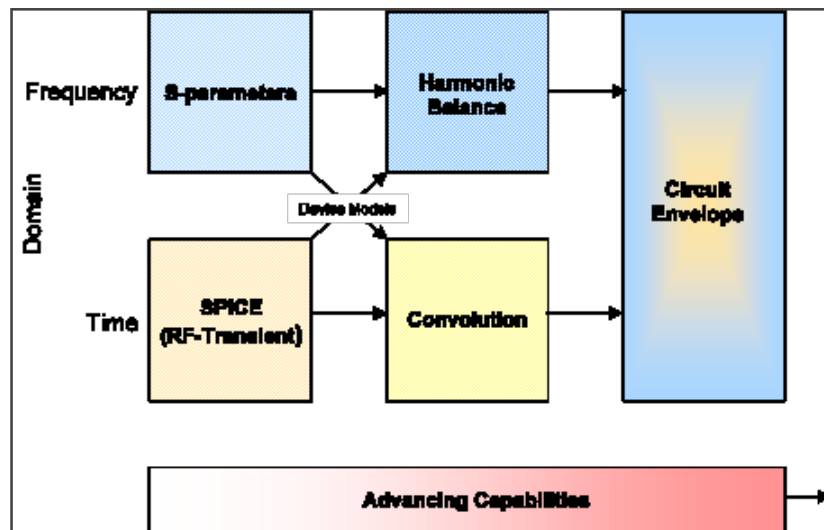 Frequency
S-parameters
Harmonic
Balance
Domain
Device Models
Circuit
Envelope
Time
SPICE
(RF-Transient)
Convolution
Advancing Capabilities